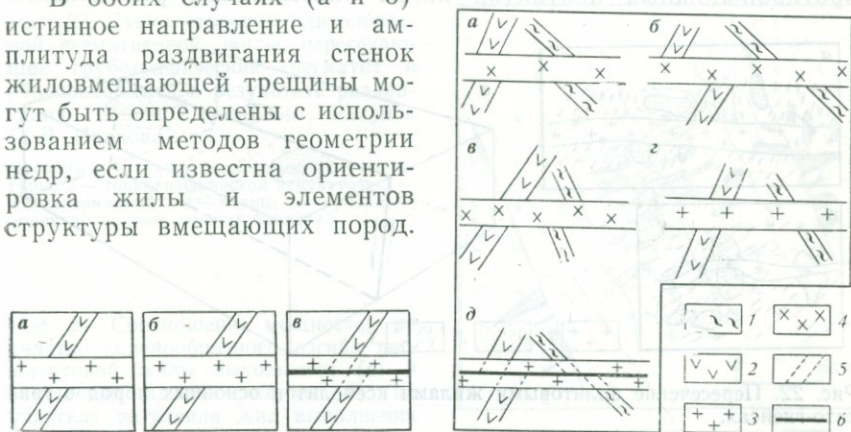 В обоих случаях (а и б)
истинное направление и ам-
плитуда раздвигания стенок
жиловмещающей трещины мо-
гут быть определены с исполь-
зованием методов геометрии
недр, если известна ориенти-
ровка жилы и элементов
структуры вмещающих пород.
а б в
а б
в г
д
1 4
2 5
3 6